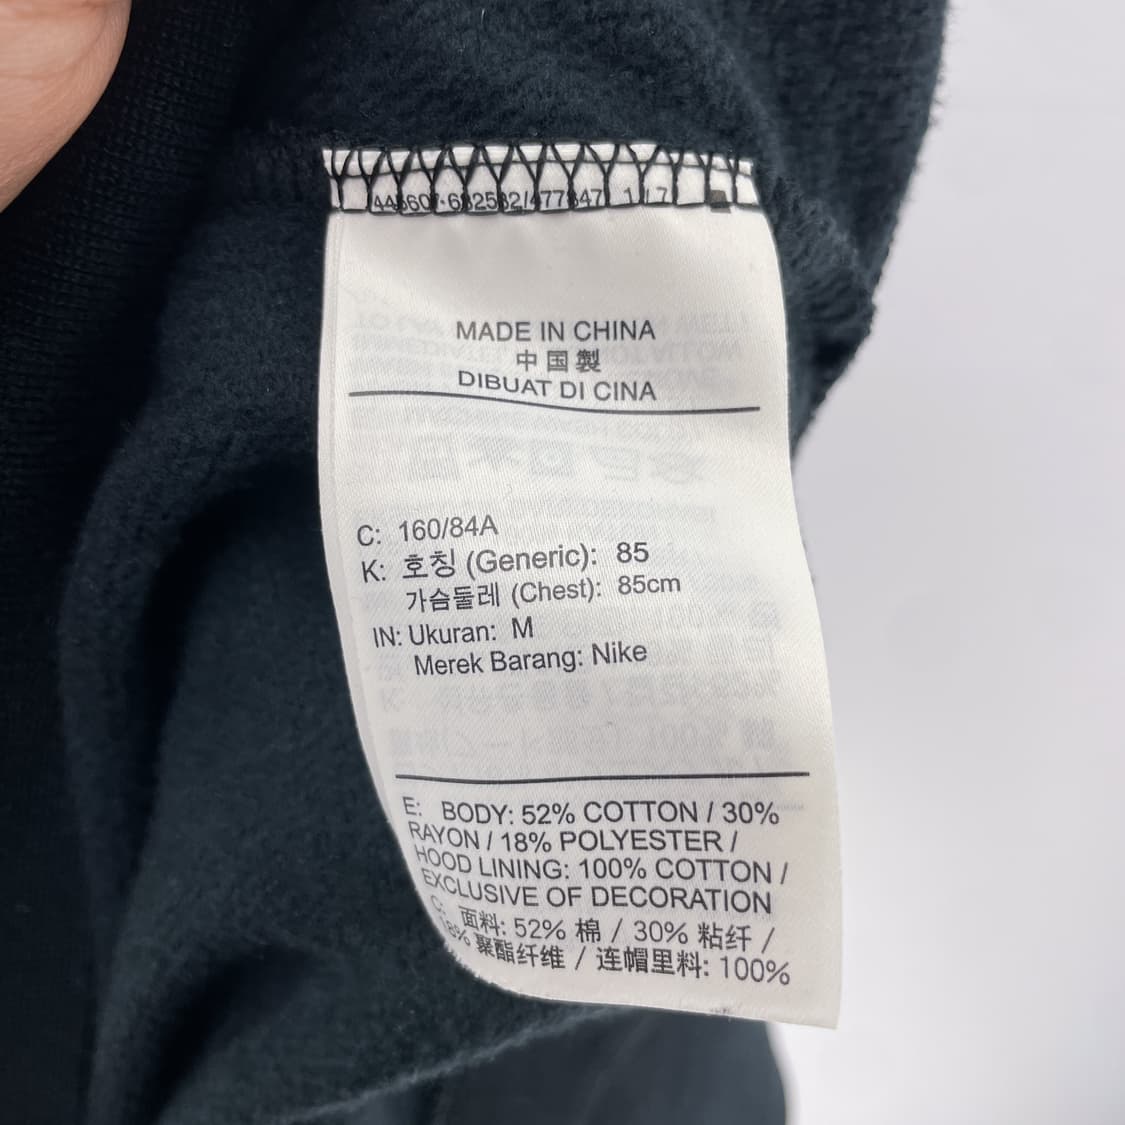 MADE IN CHINA
中国製
DIBUAT DI CINA
C: 160/84A
K: 호칭 (Generic): 85
가슴둘레 (Chest): 85cm
IN: Ukuran: M
Merek Barang: Nike
E: BODY: 52% COTTON / 30%
RAYON / 18% POLYESTER /
HOOD LINING: 100% COTTON /
EXCLUSIVE OF DECORATION
C: 面料: 52% 棉 / 30% 粘纤 /
18% 聚酯纤维 / 连帽里料: 100%